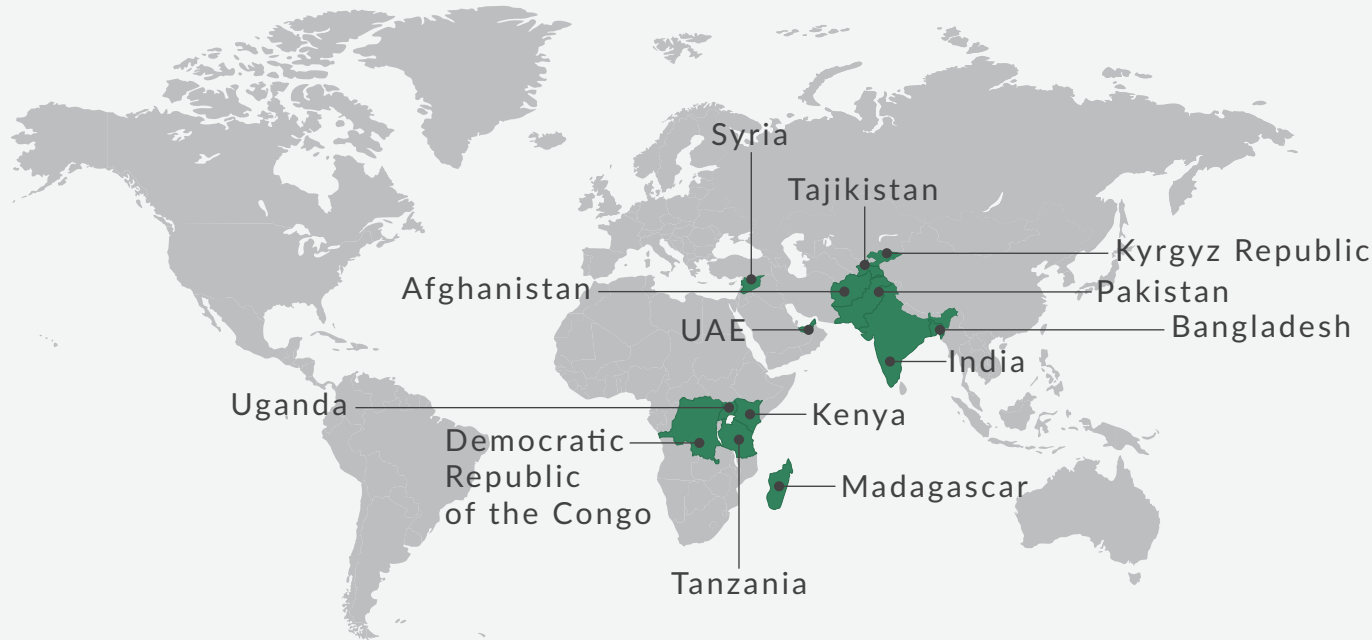 Syria
Tajikistan
Kyrgyz Republic
Afghanistan
Pakistan
UAE
Bangladesh
India
Uganda
Kenya
Democratic
Republic
of the Congo
Madagascar
Tanzania